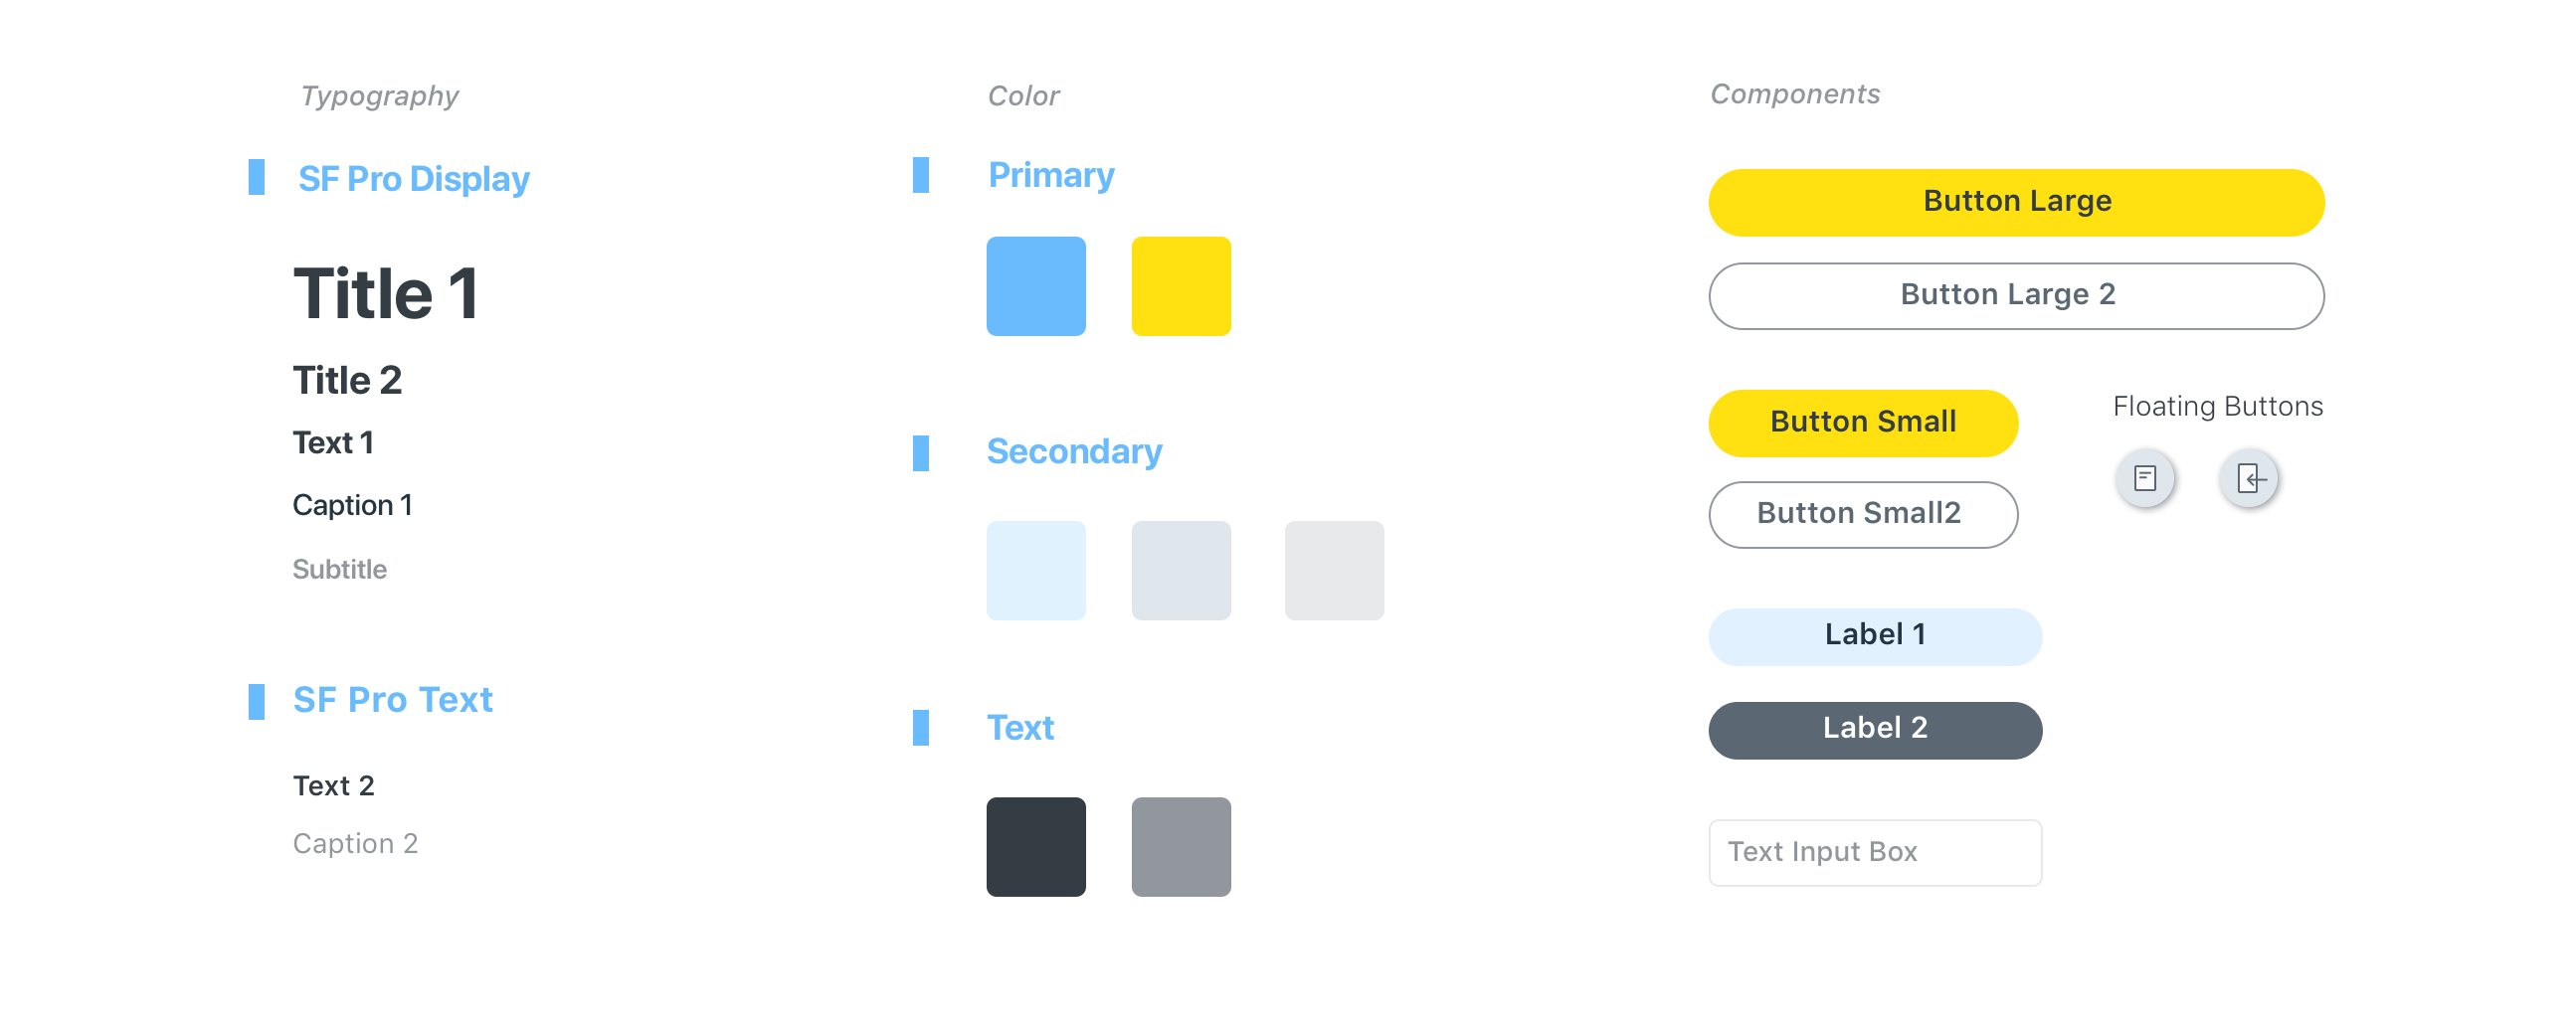 Typography
SF Pro Display
Title 1
Title 2
Text 1
Caption 1
Subtitle
SF Pro Text
Text 2
Caption 2
Color
Primary
Secondary
Text
Components
Button Large
Button Large 2
Button Small
Button Small2
Floating Buttons
Label 1
Label 2
Text Input Box